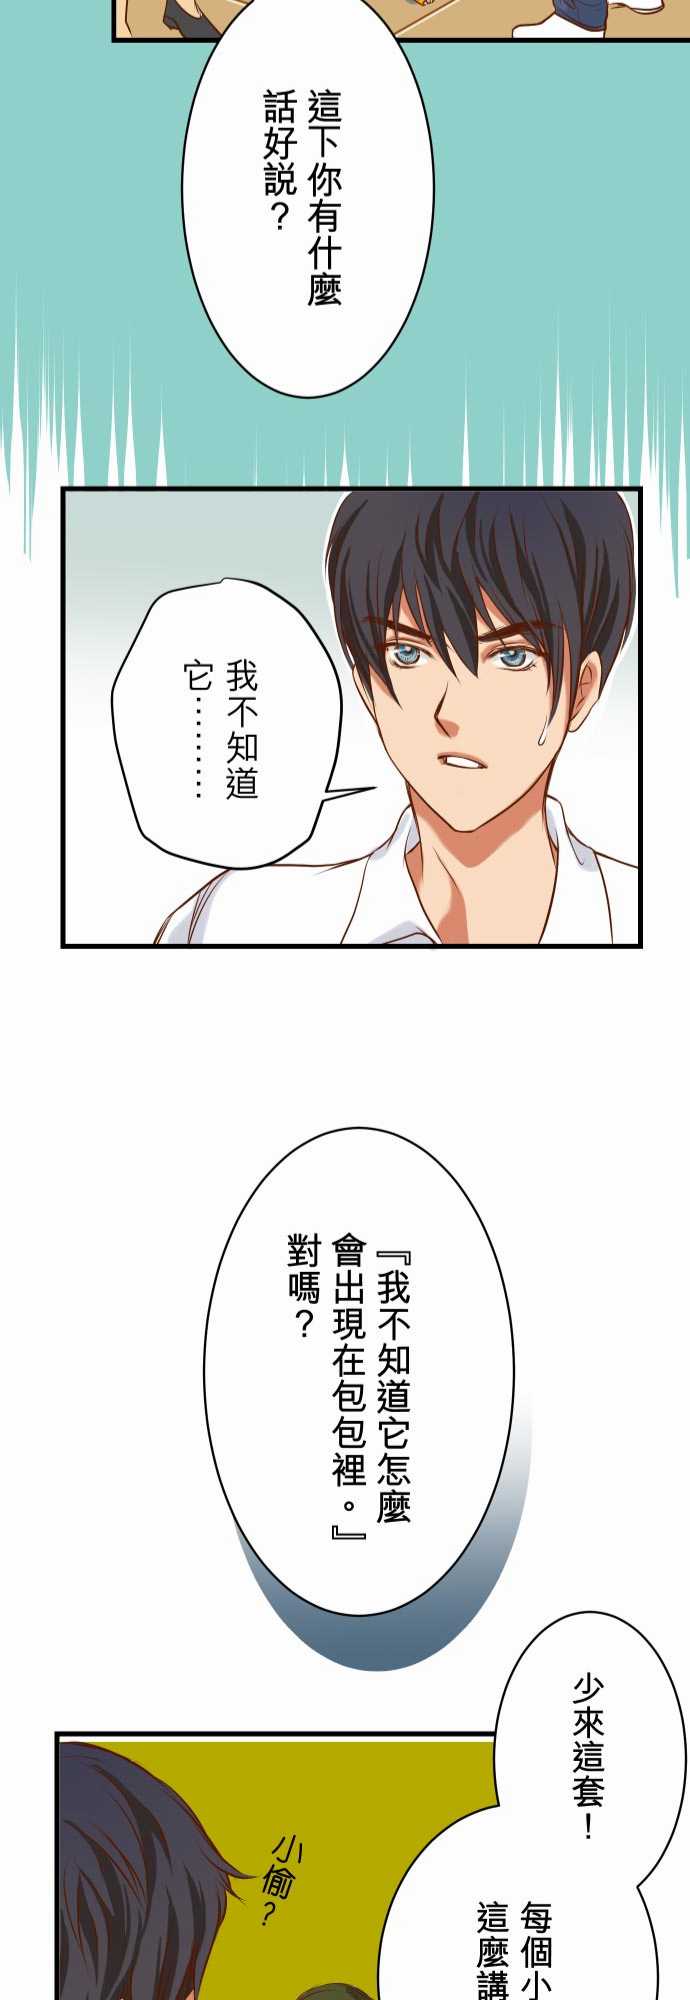 這下你有什麼
話好說？
我不知道
它………
『我不知道它怎麼
會出現在包包裡。』
對嗎？
少來這套！
小偷？
每個小
這麼講